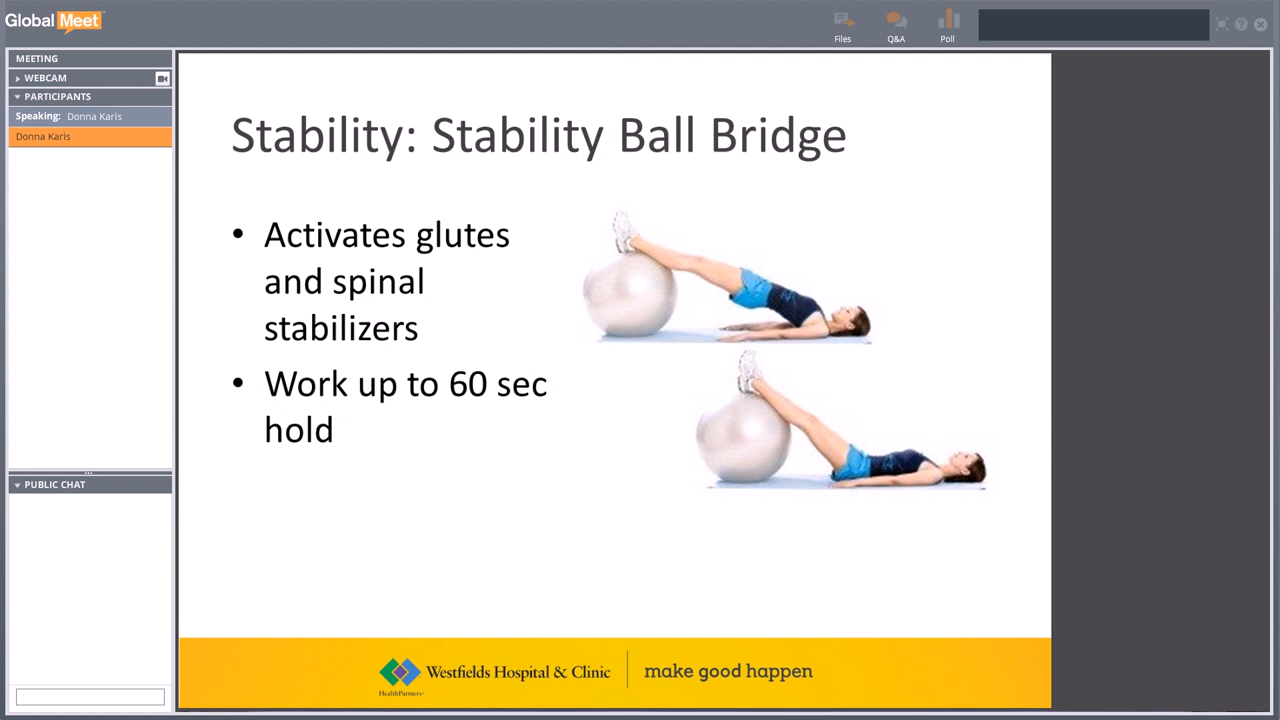 Global Meet
Files
Q&A
Poll
MEETING
WEBCAM
PARTICIPANTS
Speaking: Donna Karis
Donna Karis
PUBLIC CHAT
Stability: Stability Ball Bridge
• Activates glutes
and spinal
stabilizers
• Work up to 60 sec
hold
Westfields Hospital & Clinic
HealthPartners
make good happen